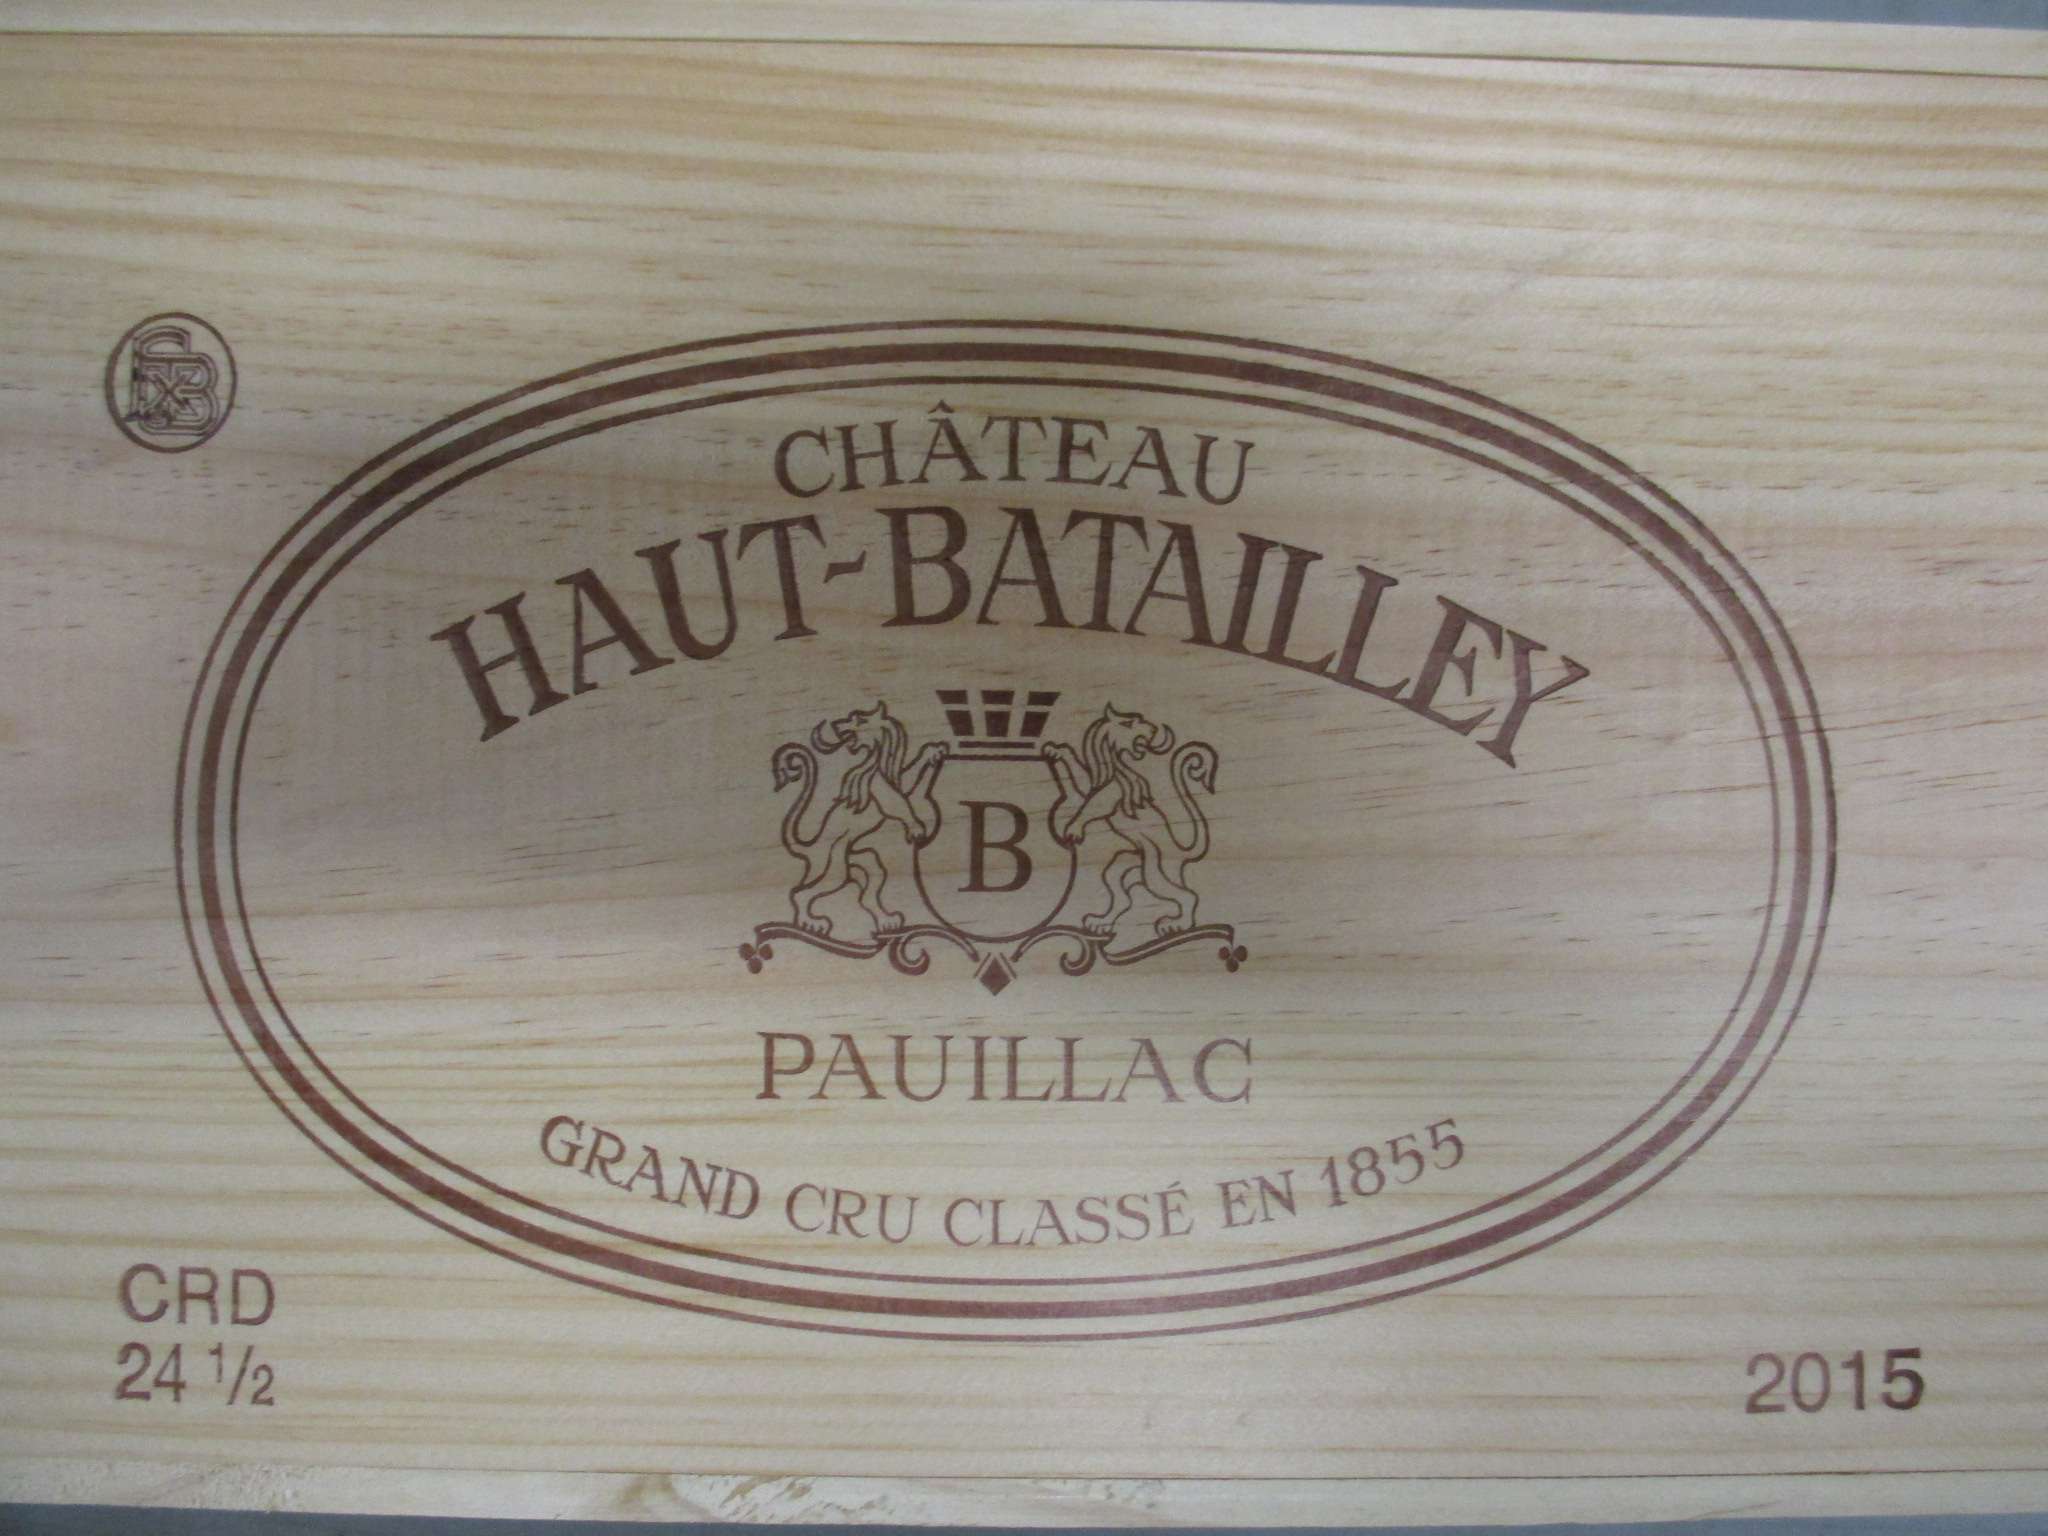 CHÂTEAU
HAUT-BATAILLEY
B
PAUILLAC
GRAND CRU CLASSÉ EN 1855
CRD
24 1/2
2015